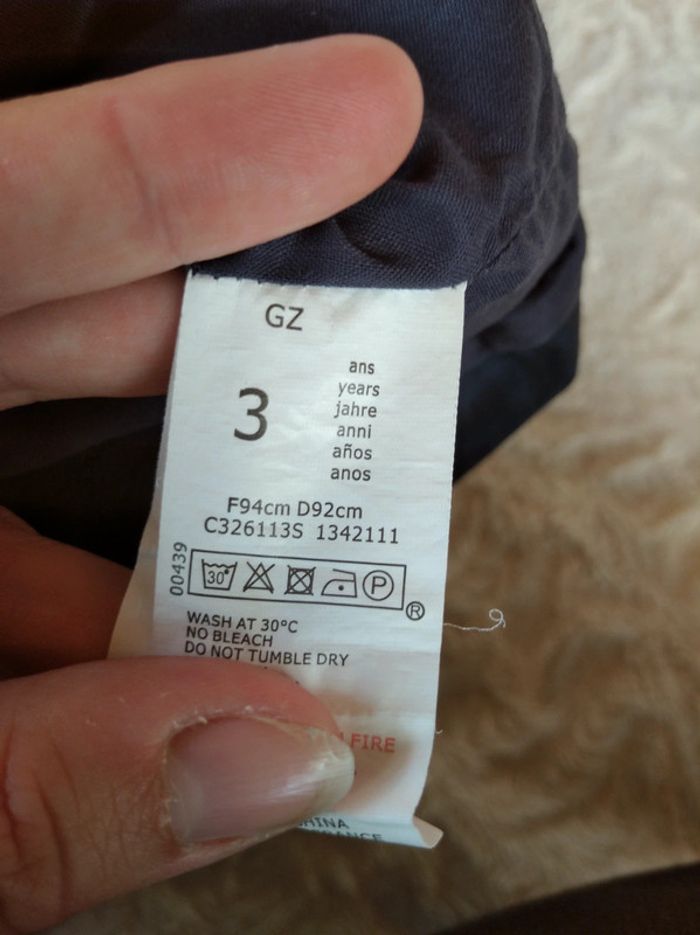 GZ
3
ans
years
jahre
anni
años
anos
F94cm D92cm
C326113S 1342111
00439
30°
P
®
WASH AT 30°C
NO BLEACH
DO NOT TUMBLE DRY
FIRE